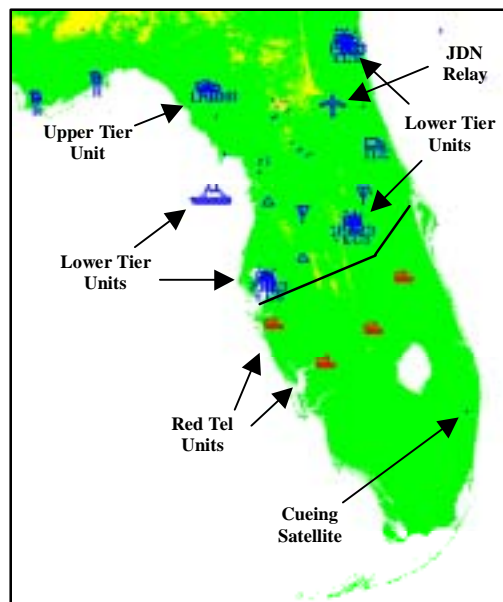 JDN
Relay
Upper Tier
Unit
Lower Tier
Units
Lower Tier
Units
Red Tel
Units
Cueing
Satellite